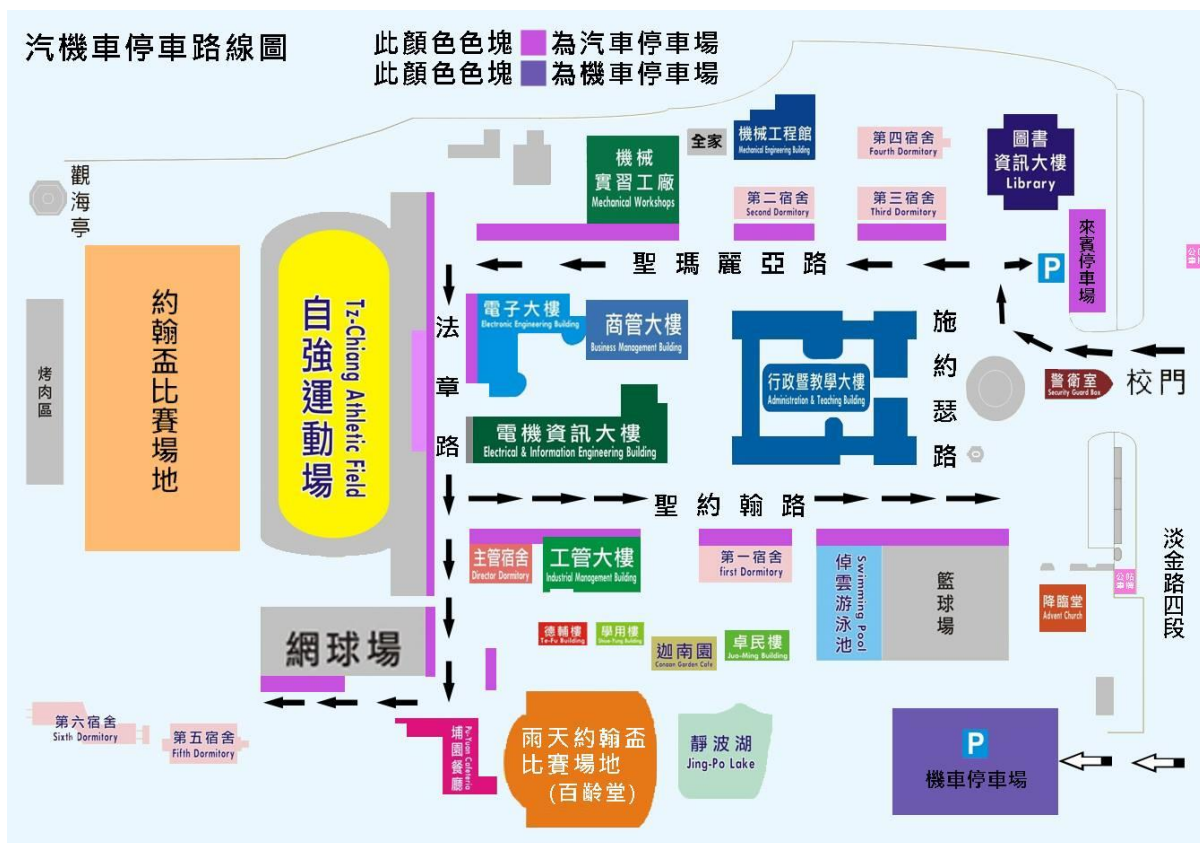 汽機車停車路線圖
此顏色色塊 為汽車停車場
此顏色色塊 為機車停車場
全家
機械工程館
Mechanical Engineering Building
第四宿舍
Fourth Dormitory
圖書
資訊大樓
Library
機械
實習工廠
Mechanical Workshops
第二宿舍
Second Dormitory
第三宿舍
Third Dormitory
觀海亭
來賓停車場
P
聖瑪麗亞路
約翰盃比賽場地
自強運動場
Tz-Chiang Athletic Field
法章路
電子大樓
Electronic Engineering Building
商管大樓
Business Management Building
施約瑟路
行政暨教學大樓
Administration & Teaching Building
警衛室
Security Guard Box
校門
烤肉區
電機資訊大樓
Electrical & Information Engineering Building
聖約翰路
主管宿舍
Director Dormitory
工管大樓
Industrial Management Building
第一宿舍
first Dormitory
倬雲游泳池
Swimming Pool
籃球場
降臨堂
Advent Church
淡金路四段
網球場
德輔樓
Te-Fu Building
學用樓
迦南園
Canaan Garden Cafe
卓民樓
Juo-Ming Building
第六宿舍
Sixth Dormitory
第五宿舍
Fifth Dormitory
埔園餐廳
Pu-Yuan Cafeteria
雨天約翰盃
比賽場地
(百齡堂)
靜波湖
Jing-Po Lake
P
機車停車場